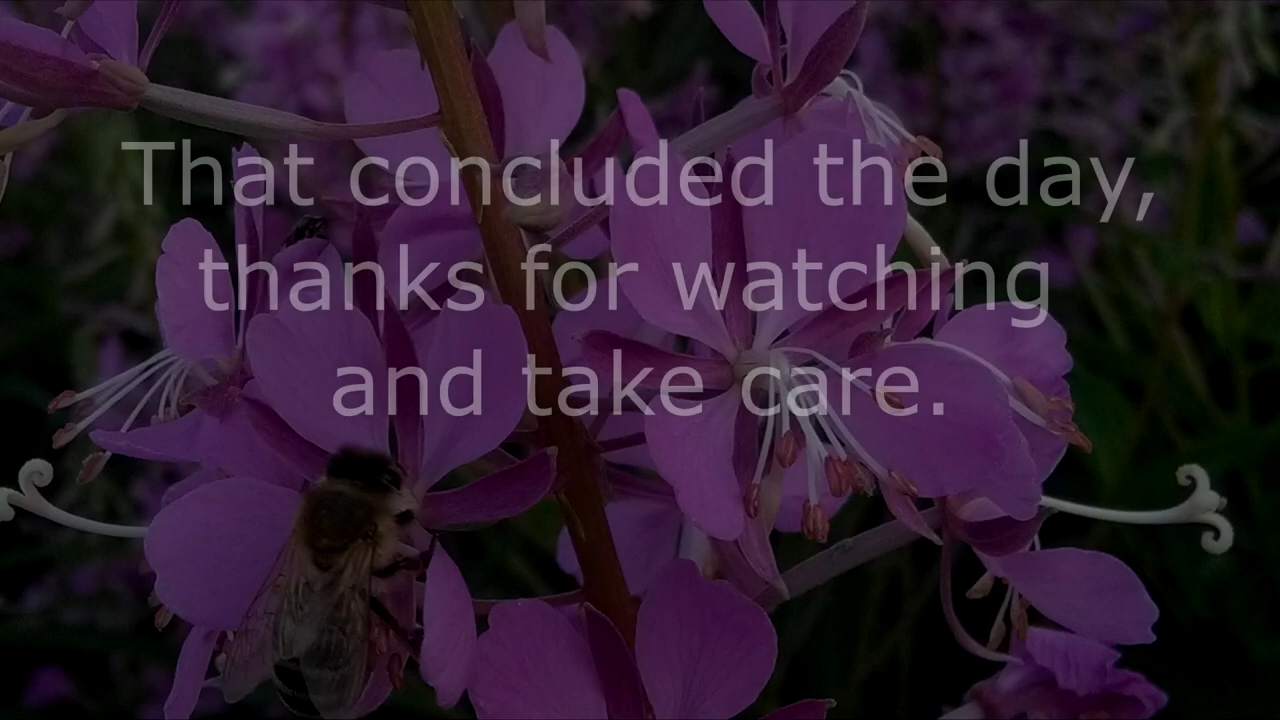 That concluded the day,
thanks for watching
and take care.